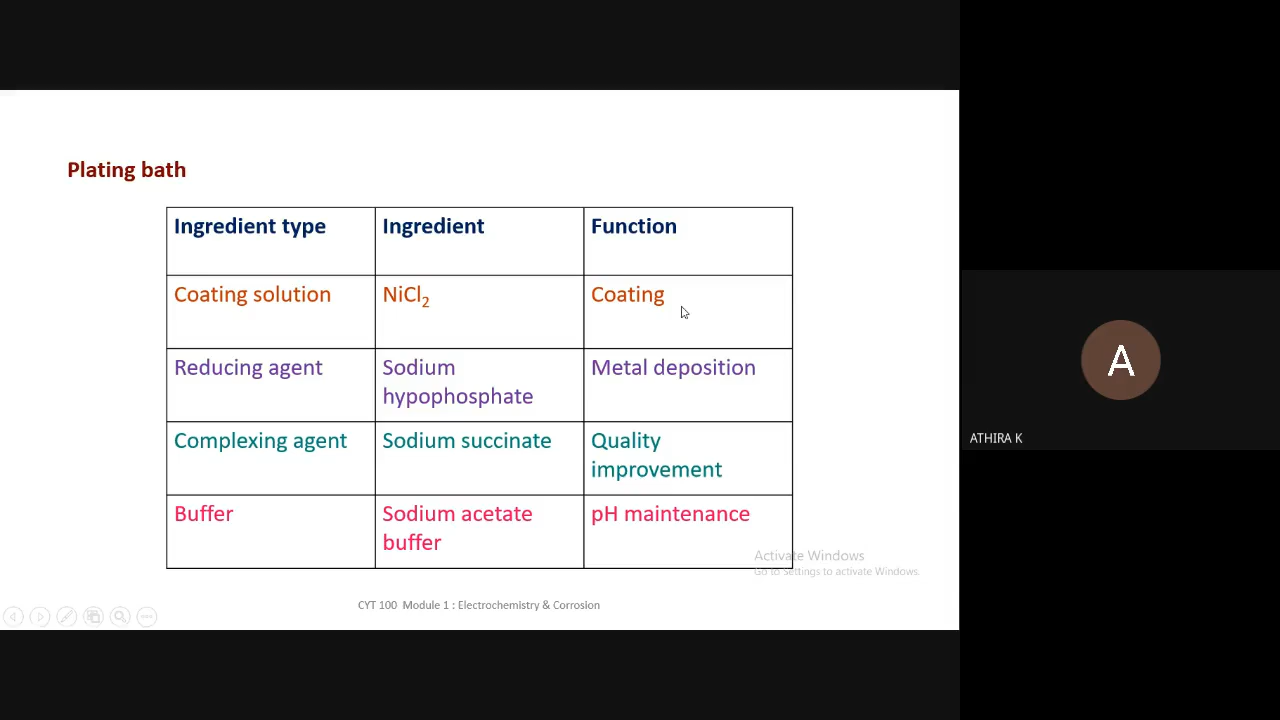 Plating bath
Ingredient type
Ingredient
Function
Coating solution
NiCl₂
Coating
Reducing agent
Sodium
hypophosphate
Metal deposition
Complexing agent
Sodium succinate
Quality
improvement
Buffer
Sodium acetate
buffer
pH maintenance
Activate Windows
Go to Settings to activate Windows.
CYT 100 Module 1 : Electrochemistry & Corrosion
A
ATHIRA K